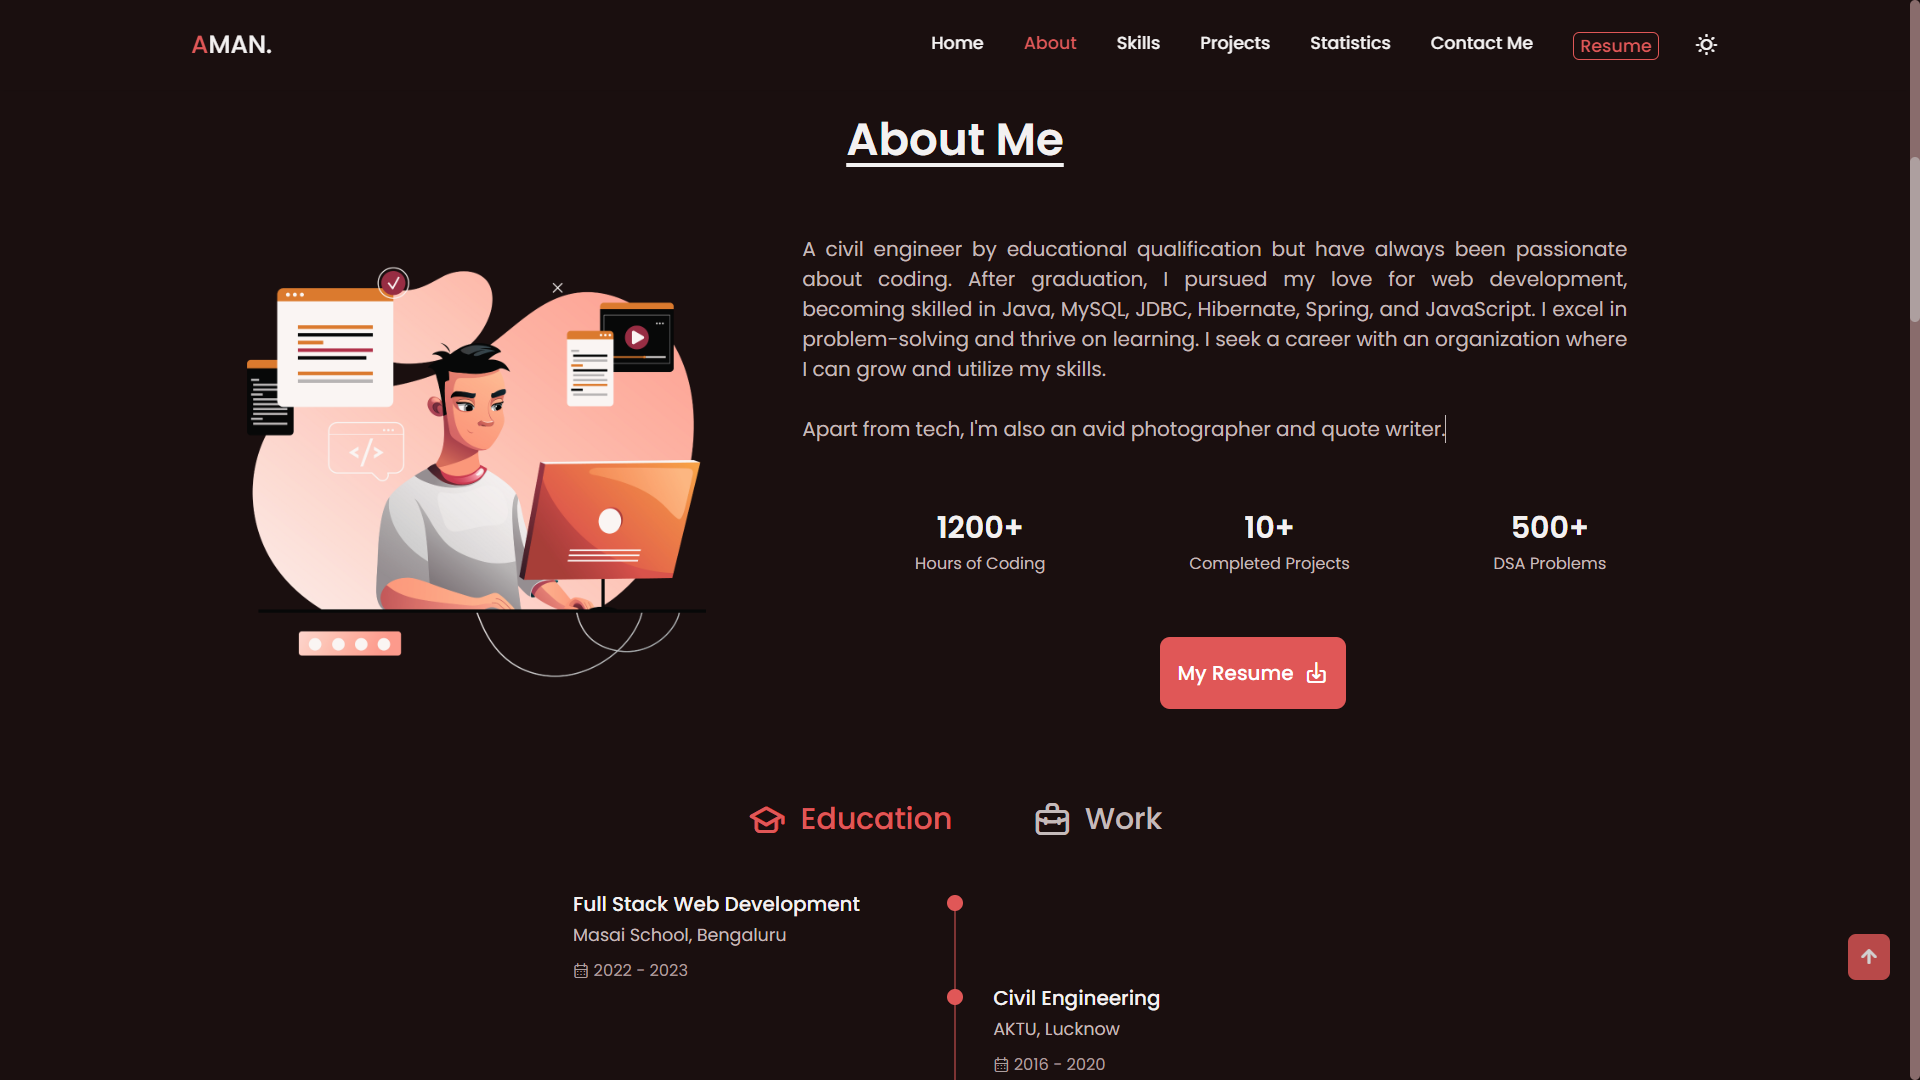 AMAN.
Home About Skills Projects Statistics Contact Me Resume
About Me
A civil engineer by educational qualification but have always been passionate
about coding. After graduation, I pursued my love for web development,
becoming skilled in Java, MySQL, JDBC, Hibernate, Spring, and JavaScript. I excel in
problem-solving and thrive on learning. I seek a career with an organization where
I can grow and utilize my skills.
Apart from tech, I'm also an avid photographer and quote writer.
</>
1200+ 10+ 500+
Hours of Coding Completed Projects DSA Problems
My Resume
Education Work
Full Stack Web Development
Masai School, Bengaluru
2022 - 2023
Civil Engineering
AKTU, Lucknow
2016 - 2020